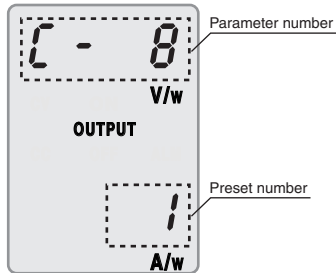 C - 8
Parameter number
V/w
OUTPUT
1
Preset number
A/w